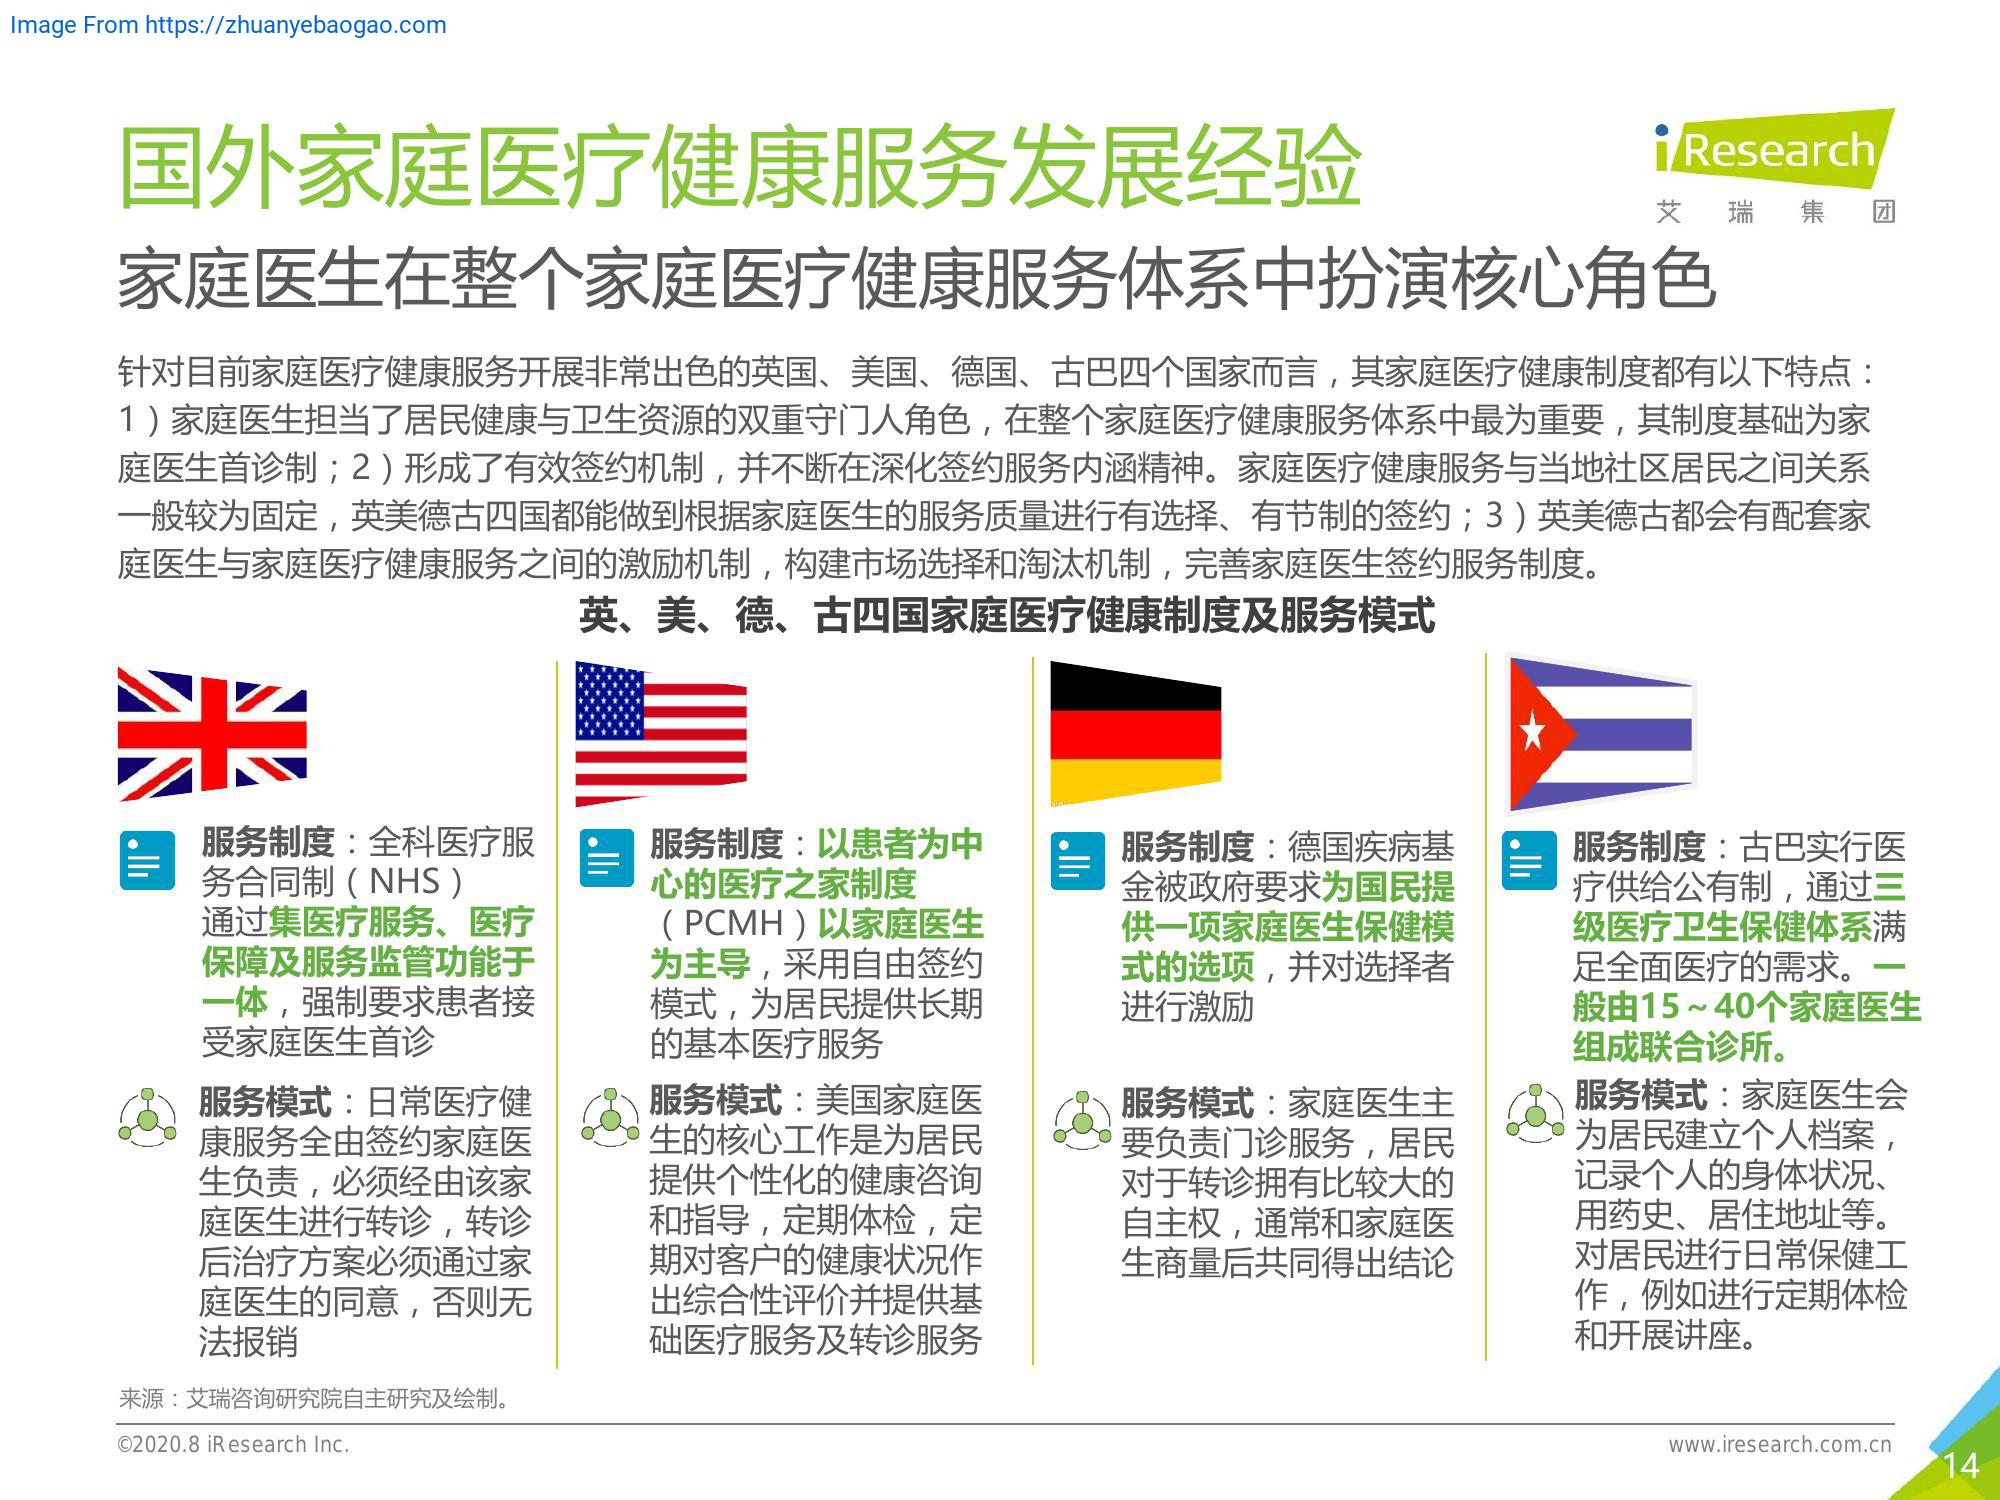 Image From https://zhuanyebaogao.com
国外家庭医疗健康服务发展经验
iResearch
艾瑞集团
家庭医生在整个家庭医疗健康服务体系中扮演核心角色
针对目前家庭医疗健康服务开展非常出色的英国、美国、德国、古巴四个国家而言，其家庭医疗健康制度都有以下特点：
1）家庭医生担当了居民健康与卫生资源的双重守门人角色，在整个家庭医疗健康服务体系中最为重要，其制度基础为家
庭医生首诊制；2）形成了有效签约机制，并不断在深化签约服务内涵精神。家庭医疗健康服务与当地社区居民之间关系
一般较为固定，英美德古四国都能做到根据家庭医生的服务质量进行有选择、有节制的签约；3）英美德古都会有配套家
庭医生与家庭医疗健康服务之间的激励机制，构建市场选择和淘汰机制，完善家庭医生签约服务制度。
英、美、德、古四国家庭医疗健康制度及服务模式
服务制度：全科医疗服
务合同制（NHS）
通过集医疗服务、医疗
保障及服务监管功能于
一体，强制要求患者接
受家庭医生首诊
服务模式：日常医疗健
康服务全由签约家庭医
生负责，必须经由该家
庭医生进行转诊，转诊
后治疗方案必须通过家
庭医生的同意，否则无
法报销
服务制度：以患者为中
心的医疗之家制度
（PCMH）以家庭医生
为主导，采用自由签约
模式，为居民提供长期
的基本医疗服务
服务模式：美国家庭医
生的核心工作是为居民
提供个性化的健康咨询
和指导，定期体检，定
期对客户的健康状况作
出综合性评价并提供基
础医疗服务及转诊服务
服务制度：德国疾病基
金被政府要求为国民提
供一项家庭医生保健模
式的选项，并对选择者
进行激励
服务模式：家庭医生主
要负责门诊服务，居民
对于转诊拥有比较大的
自主权，通常和家庭医
生商量后共同得出结论
服务制度：古巴实行医
疗供给公有制，通过三
级医疗卫生保健体系满
足全面医疗的需求。一
般由15～40个家庭医生
组成联合诊所。
服务模式：家庭医生会
为居民建立个人档案，
记录个人的身体状况、
用药史、居住地址等。
对居民进行日常保健工
作，例如进行定期体检
和开展讲座。
来源：艾瑞咨询研究院自主研究及绘制。
©2020.8 iResearch Inc.
www.iresearch.com.cn
14